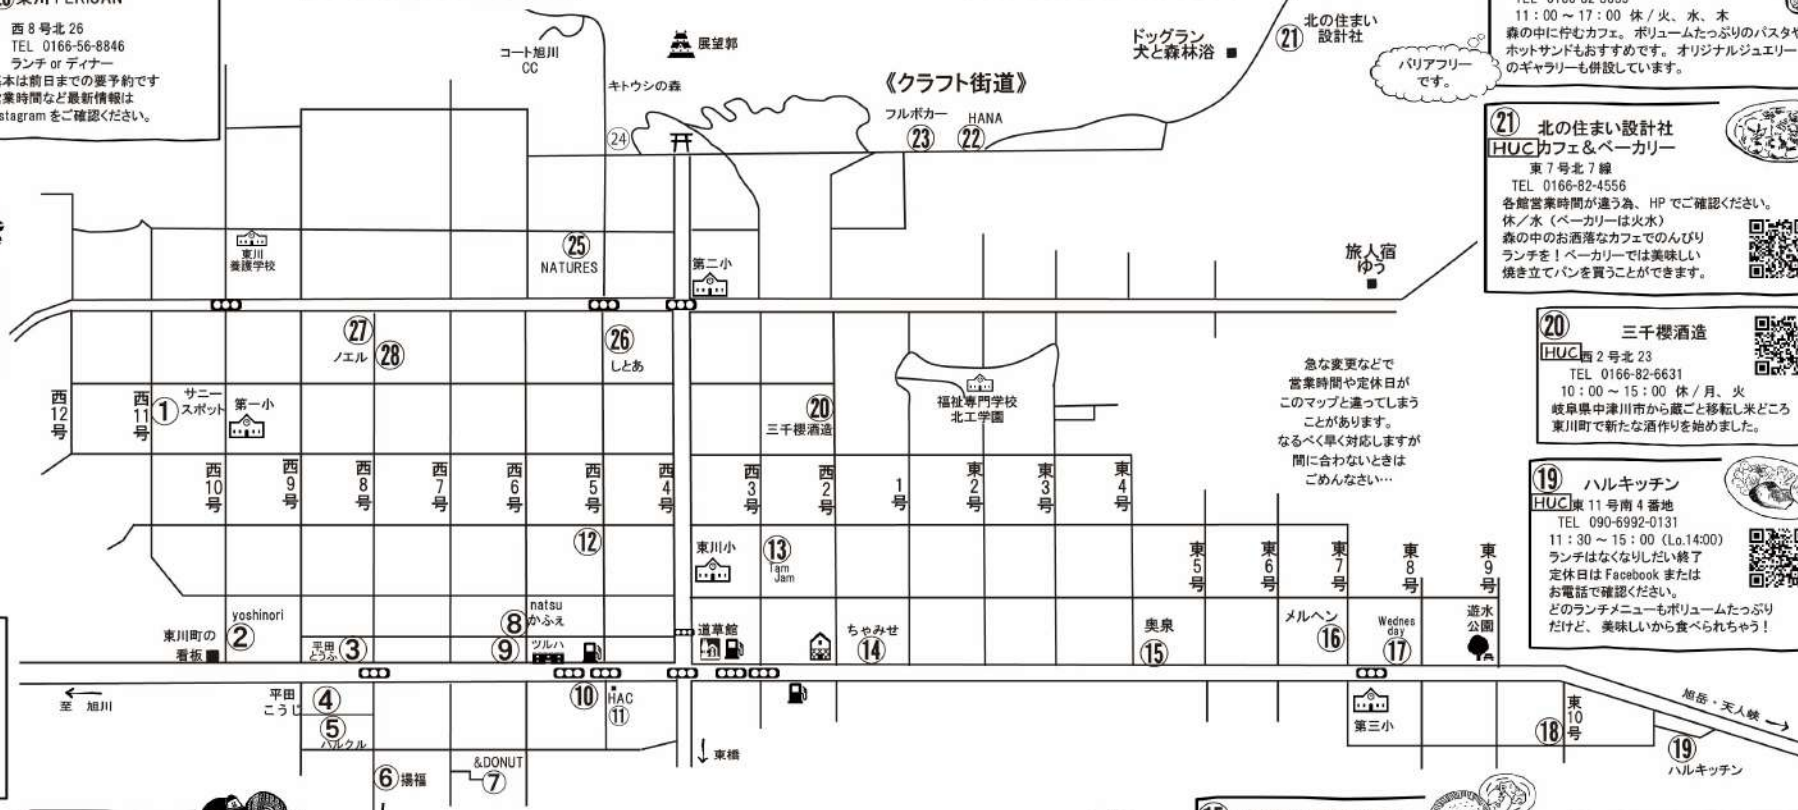 西8号北26
TEL 0166-56-8846
ランチ or ディナー
本は前日までの要予約です
業時間など最新情報は
stagram をご確認ください。
コート旭川
CC
展望郭
キトウシの森
㉔
《クラフト街道》
フルボカー
㉓
HANA
㉒
ドッグラン
犬と森林浴
㉑
北の住まい
設計社
バリアフリー
です。
11:00~17:00 休/火、水、木
森の中に佇むカフェ。ボリュームたっぷりのパスタや
ホットサンドもおすすめです。オリジナルジュエリー
のギャラリーも併設しています。
㉑ 北の住まい設計社
HUC カフェ&ベーカリー
東7号北7線
TEL 0166-82-4556
各館営業時間が違う為、HPでご確認ください。
休/水(ベーカリーは火水)
森の中のお洒落なカフェでのんびり
ランチを!ベーカリーでは美味しい
焼き立てパンを買うことができます。
東川
養護学校
㉕
NATURES
第二小
旅人宿
ゆう
㉗
ノエル
㉘
㉖
しとあ
⑳ 三千櫻酒造
HUC 西2号北23
TEL 0166-82-6631
10:00~15:00 休/月、火
岐阜県中津川市から蔵ごと移転し米どころ
東川町で新たな酒作りを始めました。
急な変更などで
営業時間や定休日が
このマップと違ってしまう
ことがあります。
なるべく早く対応しますが
間に合わないときは
ごめんなさい…
西12号
西11号
①
サニー
スポット
第一小
⑳
三千櫻酒造
福祉専門学校
北工学園
西10号
西9号
西8号
西7号
西6号
西5号
西4号
西3号
西2号
1号
東2号
東3号
東4号
⑲ ハルキッチン
HUC 東11号南4番地
TEL 090-6992-0131
11:30~15:00 (Lo.14:00)
ランチはなくなりしだい終了
定休日は Facebook または
お電話で確認ください。
どのランチメニューもボリュームたっぷり
だけど、美味しいから食べられちゃう!
⑫
東川小
⑬
Tam
Jam
東5号
東6号
東7号
東8号
東9号
yoshinori
②
東川町の
看板
平田
とうふ
③
natsu
かふぇ
⑧
⑨
ツルハ
道草館
ちゃみせ
⑭
奥泉
⑮
メルヘン
⑯
Wednes
day
⑰
遊水
公園
←
至 旭川
平田
こうじ
④
⑤
ハルクル
⑥
揚福
&DONUT
⑦
⑩
HAC
⑪
↓東橋
第三小
⑱
東10号
旭岳・天人峡 →
⑲
ハルキッチン